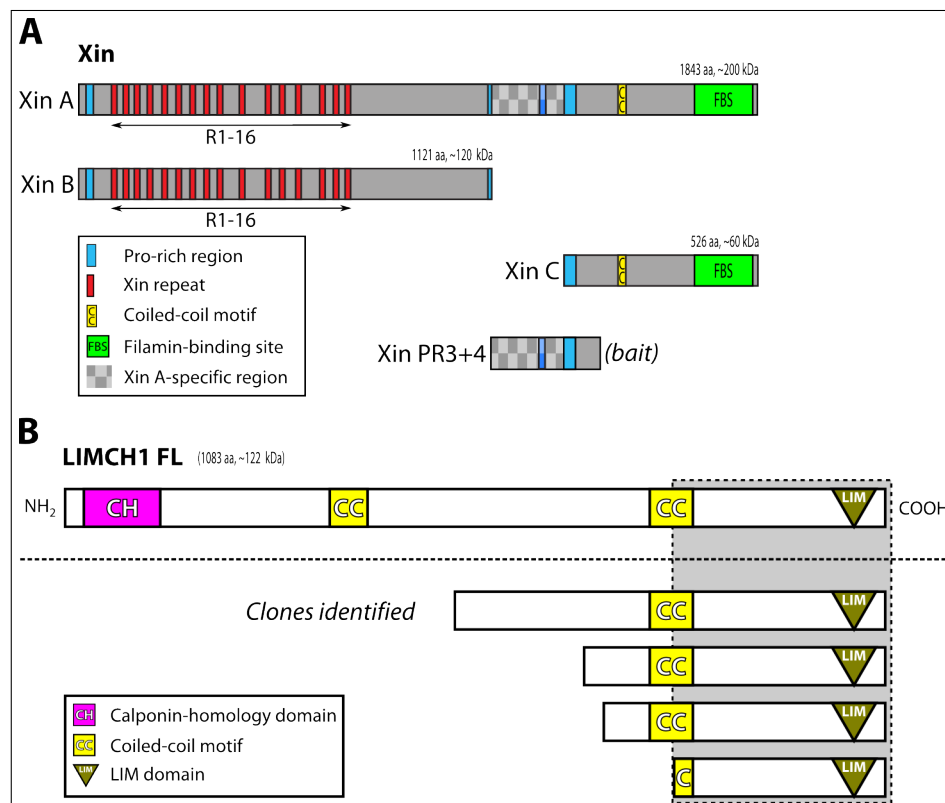 A
Xin
1843 aa, ~200 kDa
Xin A
C
C
FBS
R1-16
1121 aa, ~120 kDa
Xin B
R1-16
526 aa, ~60 kDa
Xin C
C
C
FBS
Pro-rich region
Xin repeat
C
C
Coiled-coil motif
FBS
Filamin-binding site
Xin A-specific region
Xin PR3+4
(bait)
B
LIMCH1 FL (1083 aa, ~122 kDa)
NH2
CH
CC
CC
LIM
COOH
Clones identified
CC
LIM
CC
LIM
CC
LIM
C
LIM
CH
Calponin-homology domain
CC
Coiled-coil motif
LIM
LIM domain